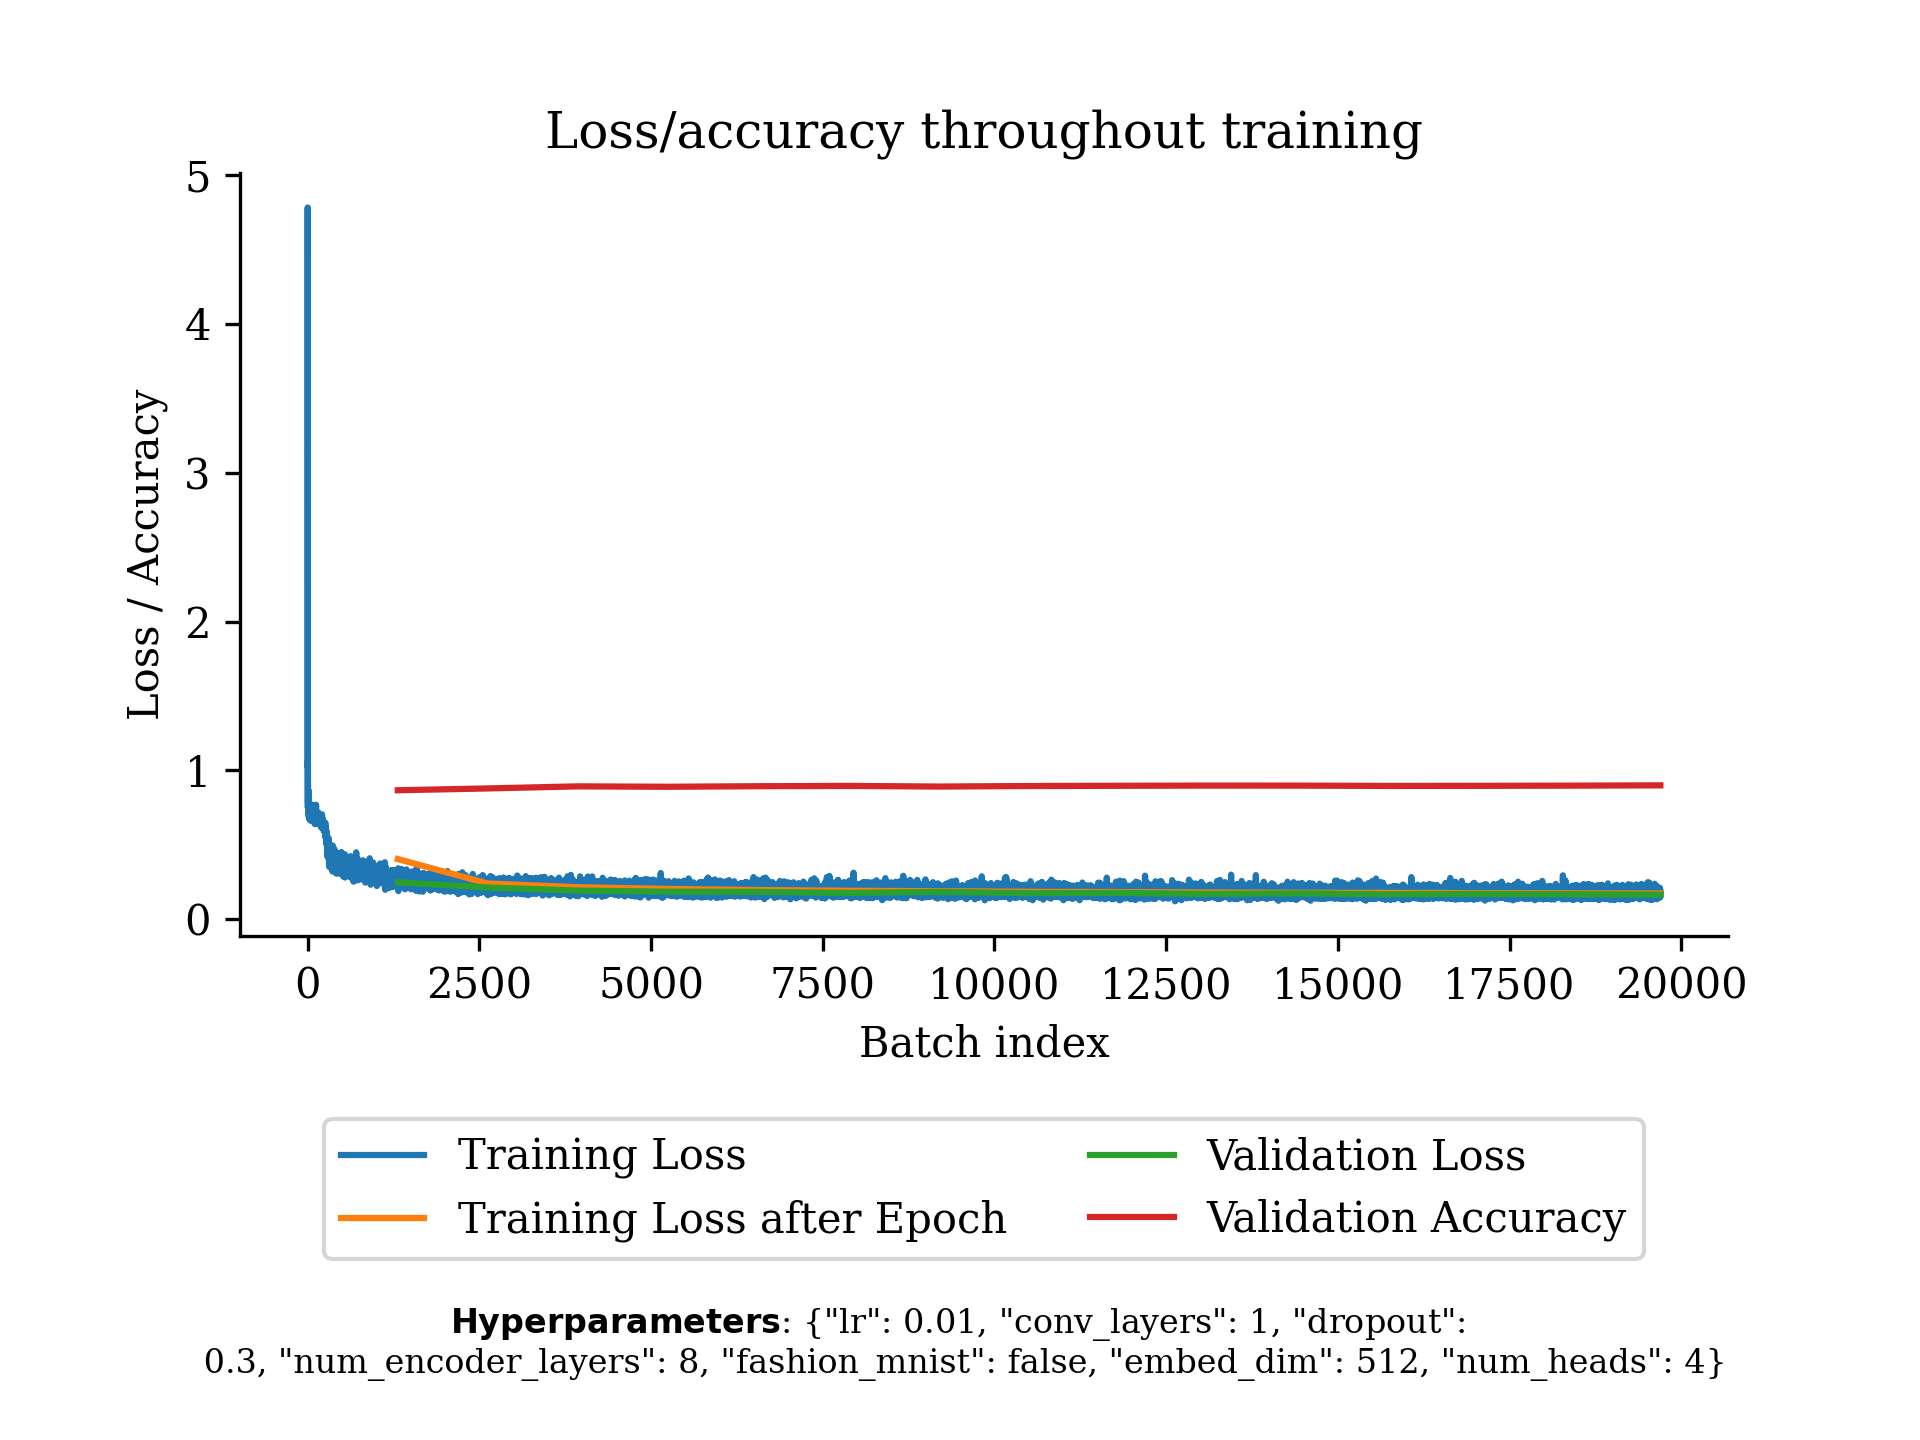 Loss/accuracy throughout training
5
4
3
2
1
0
Loss / Accuracy
0 2500 5000 7500 10000 12500 15000 17500 20000
Batch index
Training Loss
Training Loss after Epoch
Validation Loss
Validation Accuracy
Hyperparameters: {"lr": 0.01, "conv_layers": 1, "dropout":
0.3, "num_encoder_layers": 8, "fashion_mnist": false, "embed_dim": 512, "num_heads": 4}